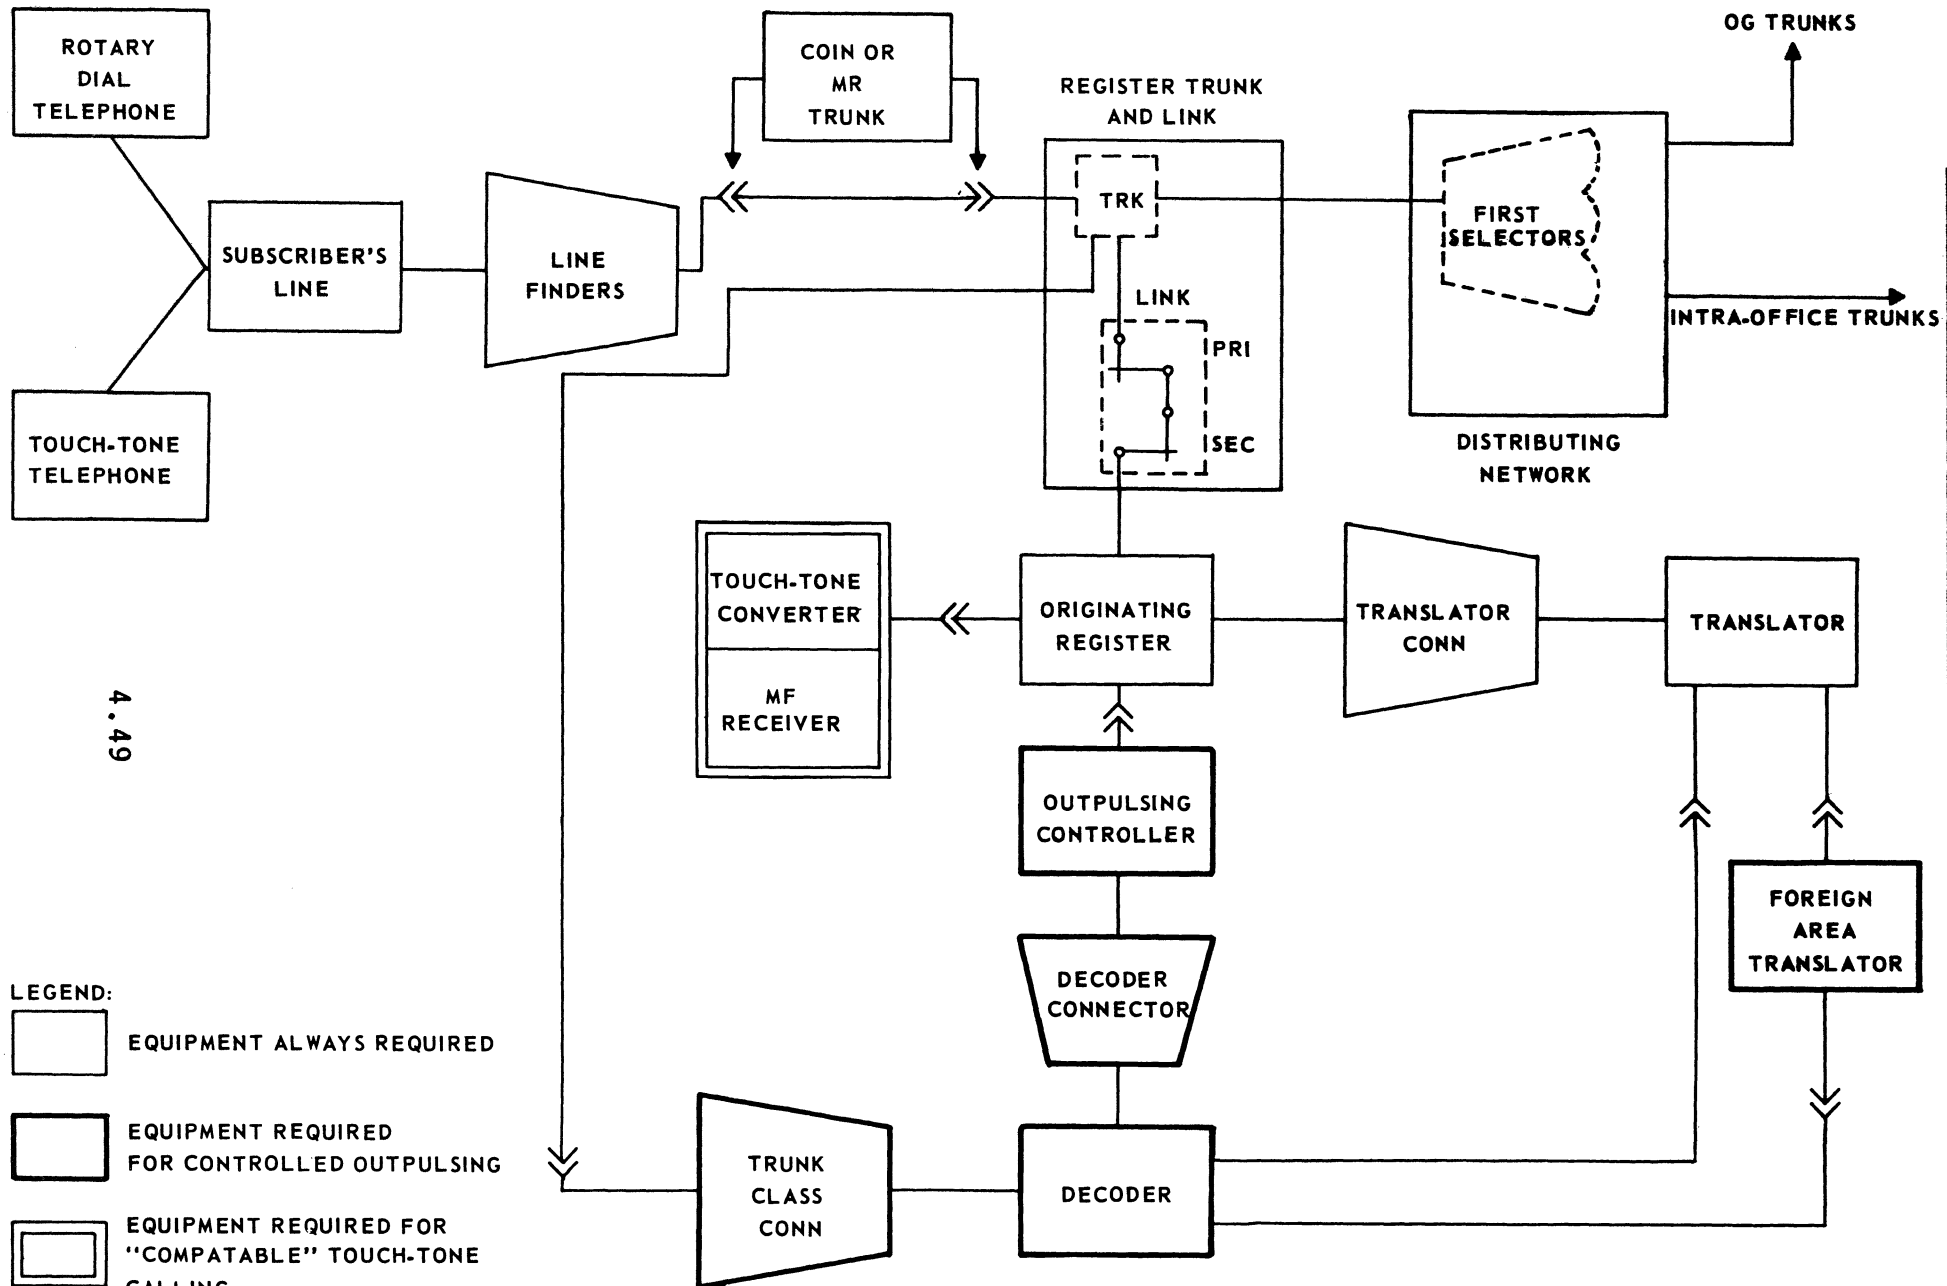 OG TRUNKS
ROTARY
DIAL
TELEPHONE
COIN OR
MR
TRUNK
REGISTER TRUNK
AND LINK
TRK
FIRST
SELECTORS
SUBSCRIBER'S
LINE
LINE
FINDERS
LINK
PRI
SEC
INTRA-OFFICE TRUNKS
DISTRIBUTING
NETWORK
TOUCH-TONE
TELEPHONE
TOUCH-TONE
CONVERTER
MF
RECEIVER
ORIGINATING
REGISTER
TRANSLATOR
CONN
TRANSLATOR
4.49
OUTPULSING
CONTROLLER
FOREIGN
AREA
TRANSLATOR
DECODER
CONNECTOR
TRUNK
CLASS
CONN
DECODER
LEGEND:
EQUIPMENT ALWAYS REQUIRED
EQUIPMENT REQUIRED
FOR CONTROLLED OUTPULSING
EQUIPMENT REQUIRED FOR
"COMPATABLE" TOUCH-TONE
CALLING